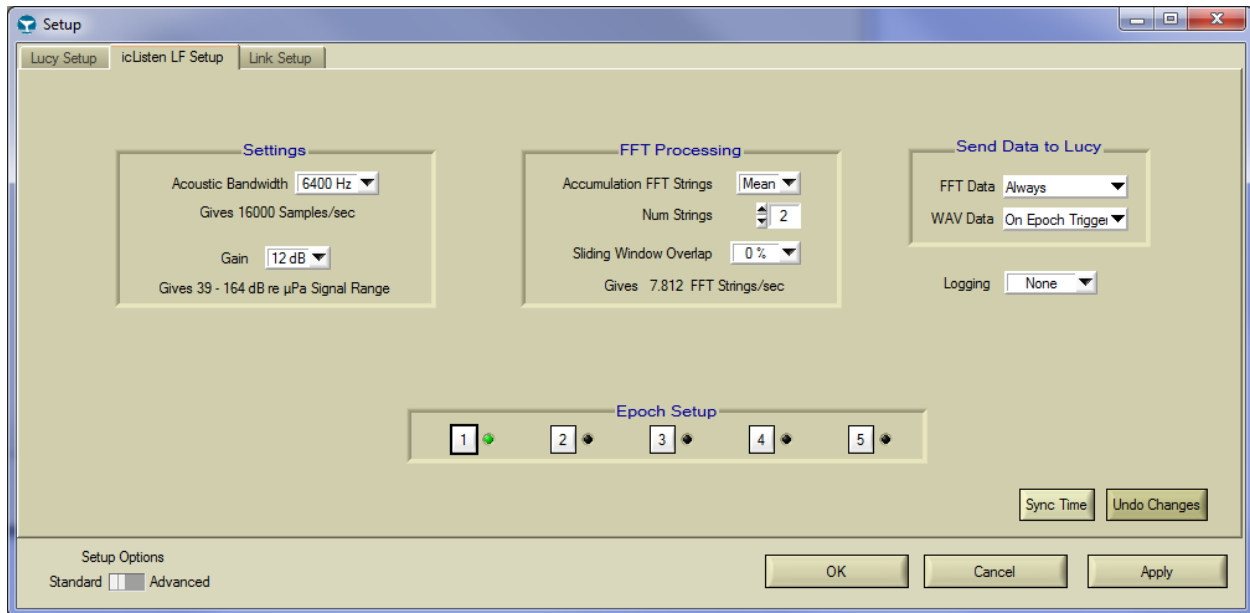 Setup
Lucy Setup icListen LF Setup Link Setup
Settings
Acoustic Bandwidth 6400 Hz
Gives 16000 Samples/sec
Gain 12 dB
Gives 39 - 164 dB re µPa Signal Range
FFT Processing
Accumulation FFT Strings Mean
Num Strings 2
Sliding Window Overlap 0 %
Gives 7.812 FFT Strings/sec
Send Data to Lucy
FFT Data Always
WAV Data On Epoch Trigger
Logging None
Epoch Setup
1 2 3 4 5
Sync Time Undo Changes
Setup Options
Standard Advanced
OK Cancel Apply